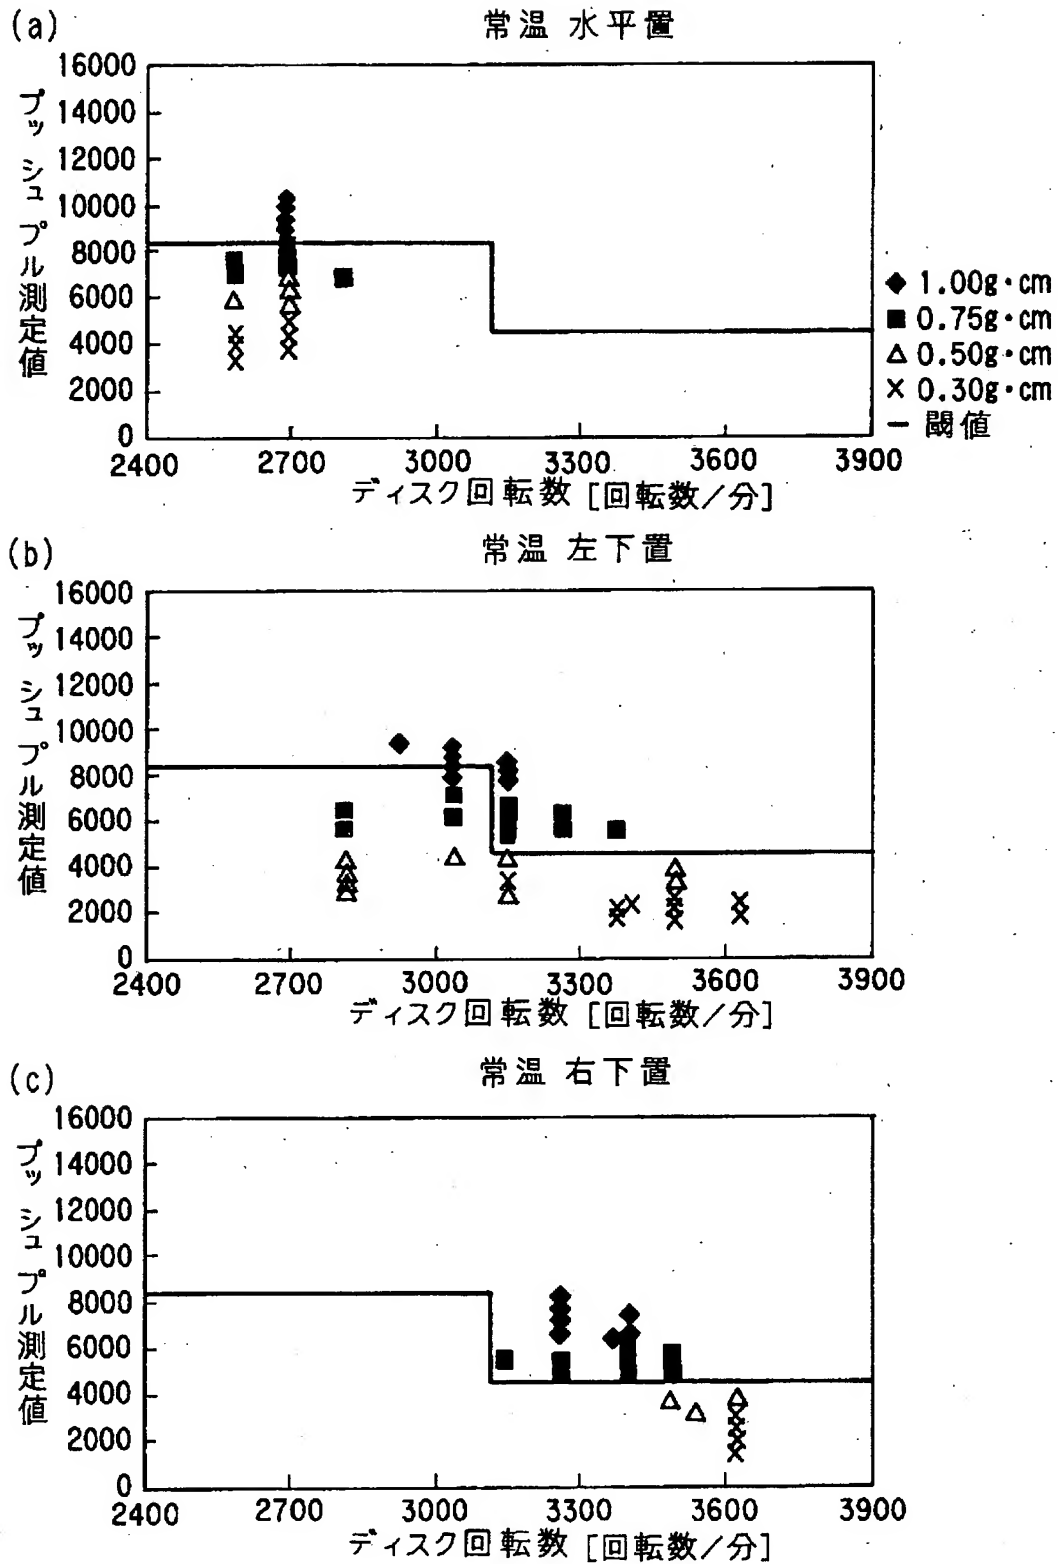 (a)
常温 水平置
16000
14000
12000
10000
8000
6000
4000
2000
0
プッシュプル測定値
2400 2700 3000 3300 3600 3900
ディスク回転数 [回転数/分]
◆ 1.00g・cm
■ 0.75g・cm
△ 0.50g・cm
× 0.30g・cm
— 閾値
(b)
常温 左下置
16000
14000
12000
10000
8000
6000
4000
2000
0
プッシュプル測定値
2400 2700 3000 3300 3600 3900
ディスク回転数 [回転数/分]
(c)
常温 右下置
16000
14000
12000
10000
8000
6000
4000
2000
0
プッシュプル測定値
2400 2700 3000 3300 3600 3900
ディスク回転数 [回転数/分]